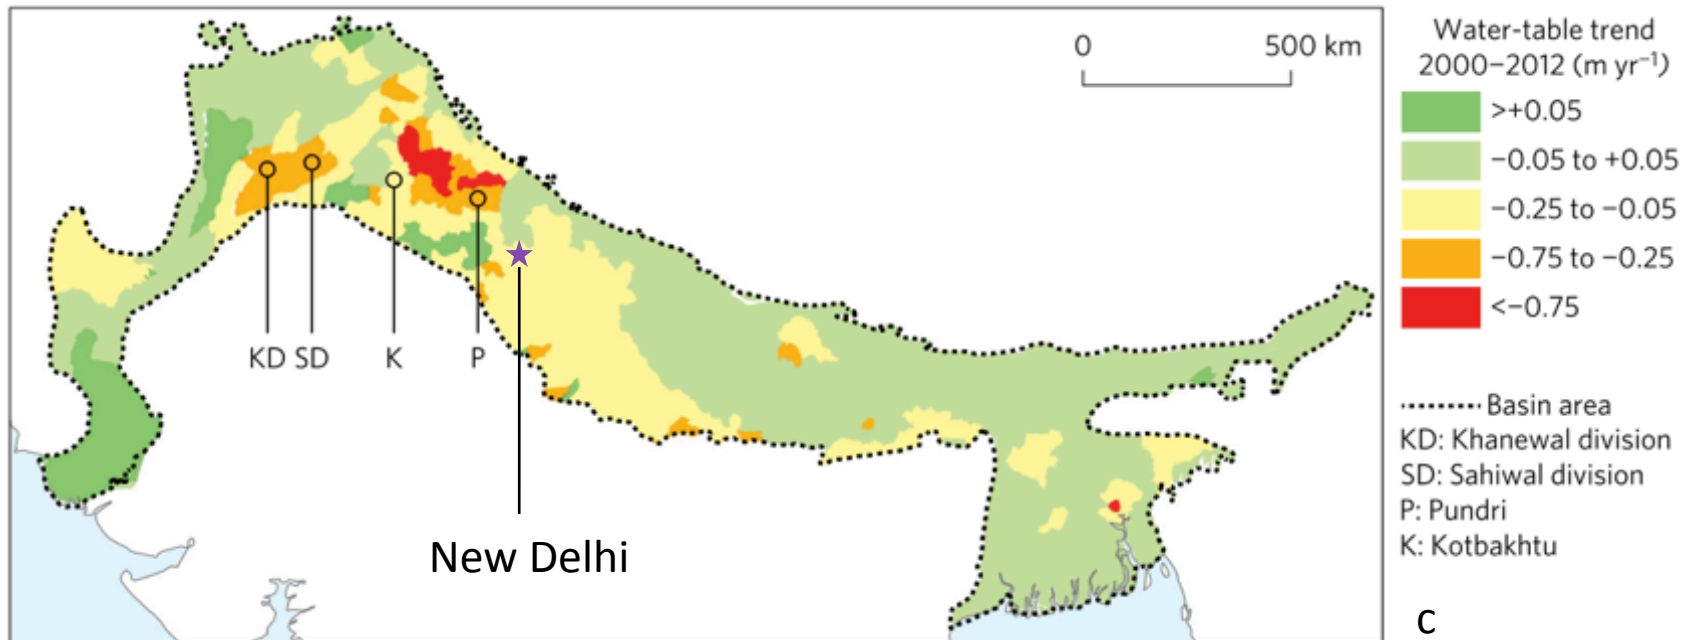 0 500 km
KD SD K P
New Delhi
Water-table trend
2000–2012 (m yr⁻¹)
>+0.05
−0.05 to +0.05
−0.25 to −0.05
−0.75 to −0.25
<−0.75
Basin area
KD: Khanewal division
SD: Sahiwal division
P: Pundri
K: Kotbakhtu
c